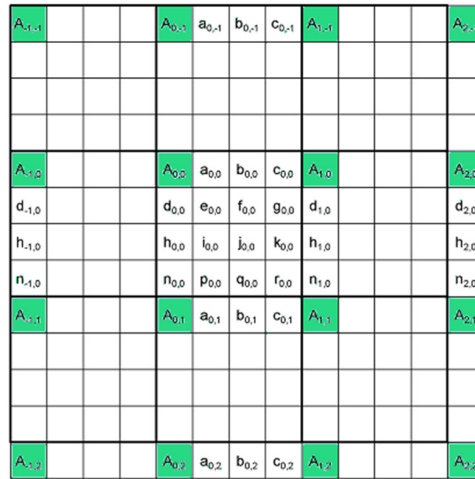 A-1,-1 A0,-1 a0,-1 b0,-1 c0,-1 A1,-1 A2,-1
A-1,0 A0,0 a0,0 b0,0 c0,0 A1,0 A2,0
d-1,0 d0,0 e0,0 f0,0 g0,0 d1,0 d2,0
h-1,0 h0,0 i0,0 j0,0 k0,0 h1,0 h2,0
n-1,0 n0,0 p0,0 q0,0 r0,0 n1,0 n2,0
A-1,1 A0,1 a0,1 b0,1 c0,1 A1,1 A2,1
A-1,2 A0,2 a0,2 b0,2 c0,2 A1,2 A2,2